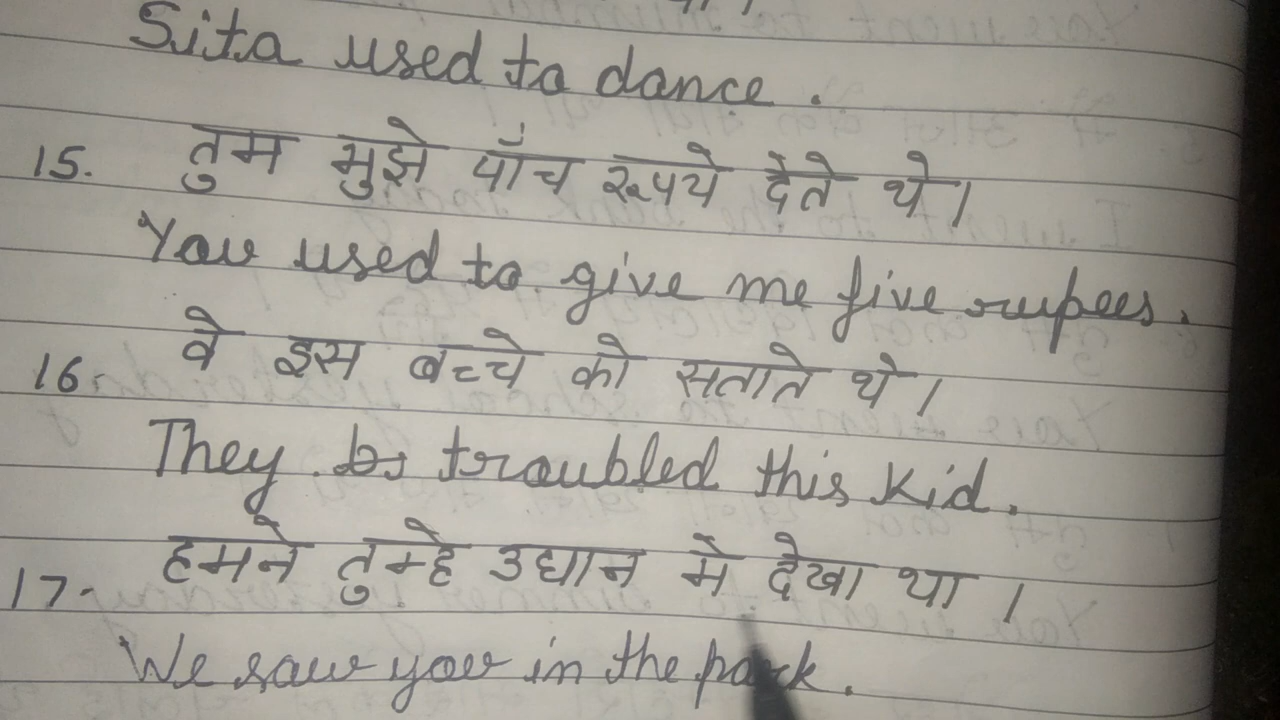 Sita used to dance.
15. तुम मुझे पाँच रूपये देते थे।
You used to give me five rupees.
16. वे इस बच्चे को सताते थे।
They troubled this kid.
17. हमने तुम्हे उधान मे देखा था।
We saw you in the park.